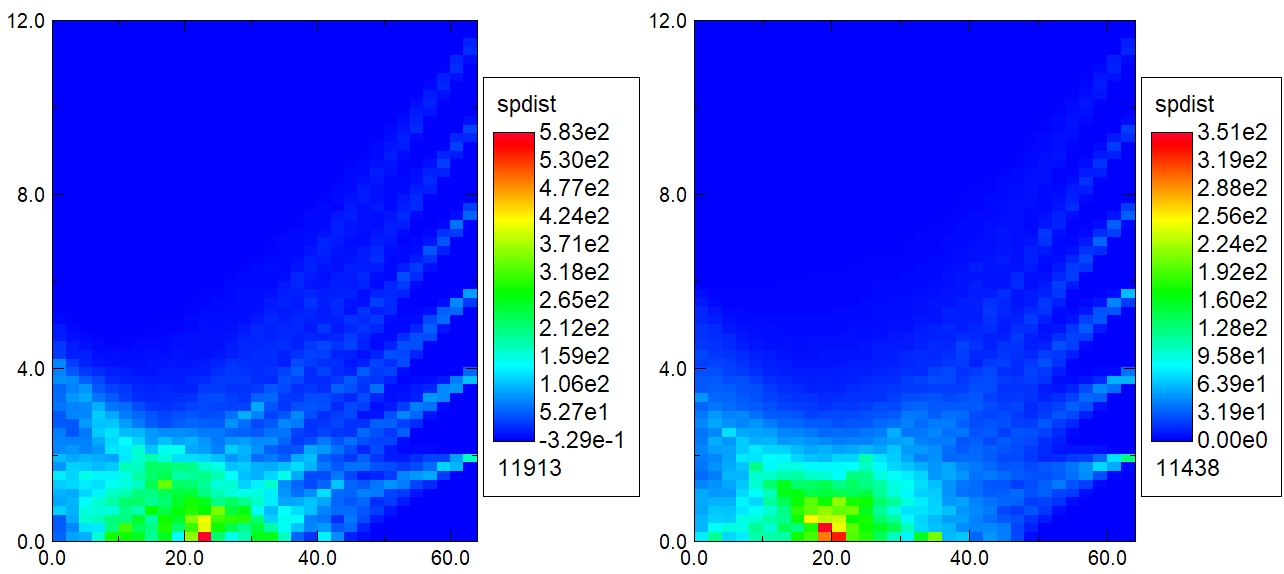 12.0
8.0
4.0
0.0
0.0 20.0 40.0 60.0
spdist
5.83e2
5.30e2
4.77e2
4.24e2
3.71e2
3.18e2
2.65e2
2.12e2
1.59e2
1.06e2
5.27e1
-3.29e-1
11913
12.0
8.0
4.0
0.0
0.0 20.0 40.0 60.0
spdist
3.51e2
3.19e2
2.88e2
2.56e2
2.24e2
1.92e2
1.60e2
1.28e2
9.58e1
6.39e1
3.19e1
0.00e0
11438